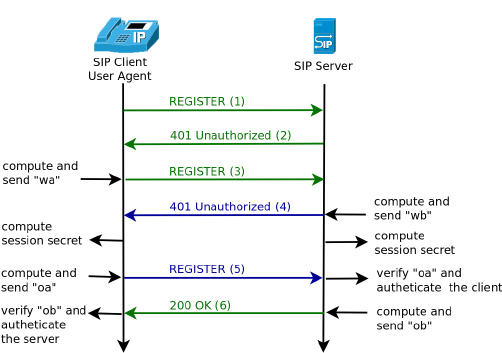 IP
SIP
SIP Client
User Agent
SIP Server
REGISTER (1)
401 Unauthorized (2)
REGISTER (3)
compute and
send "wa"
401 Unauthorized (4)
compute and
send "wb"
compute
session secret
compute
session secret
REGISTER (5)
compute and
send "oa"
verify "oa" and
autheticate the client
200 OK (6)
verify "ob" and
autheticate
the server
compute and
send "ob"